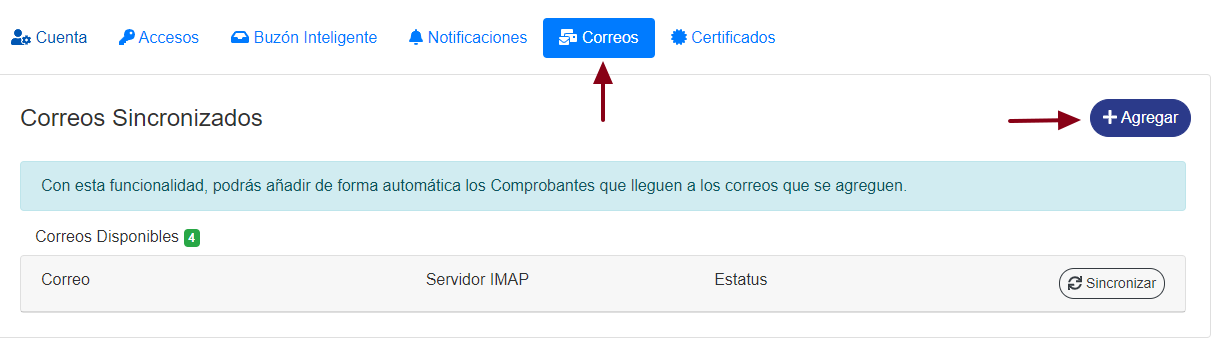 Cuenta Accesos Buzón Inteligente Notificaciones Correos Certificados
Correos Sincronizados
Agregar
Con esta funcionalidad, podrás añadir de forma automática los Comprobantes que lleguen a los correos que se agreguen.
Correos Disponibles 4
Correo Servidor IMAP Estatus Sincronizar